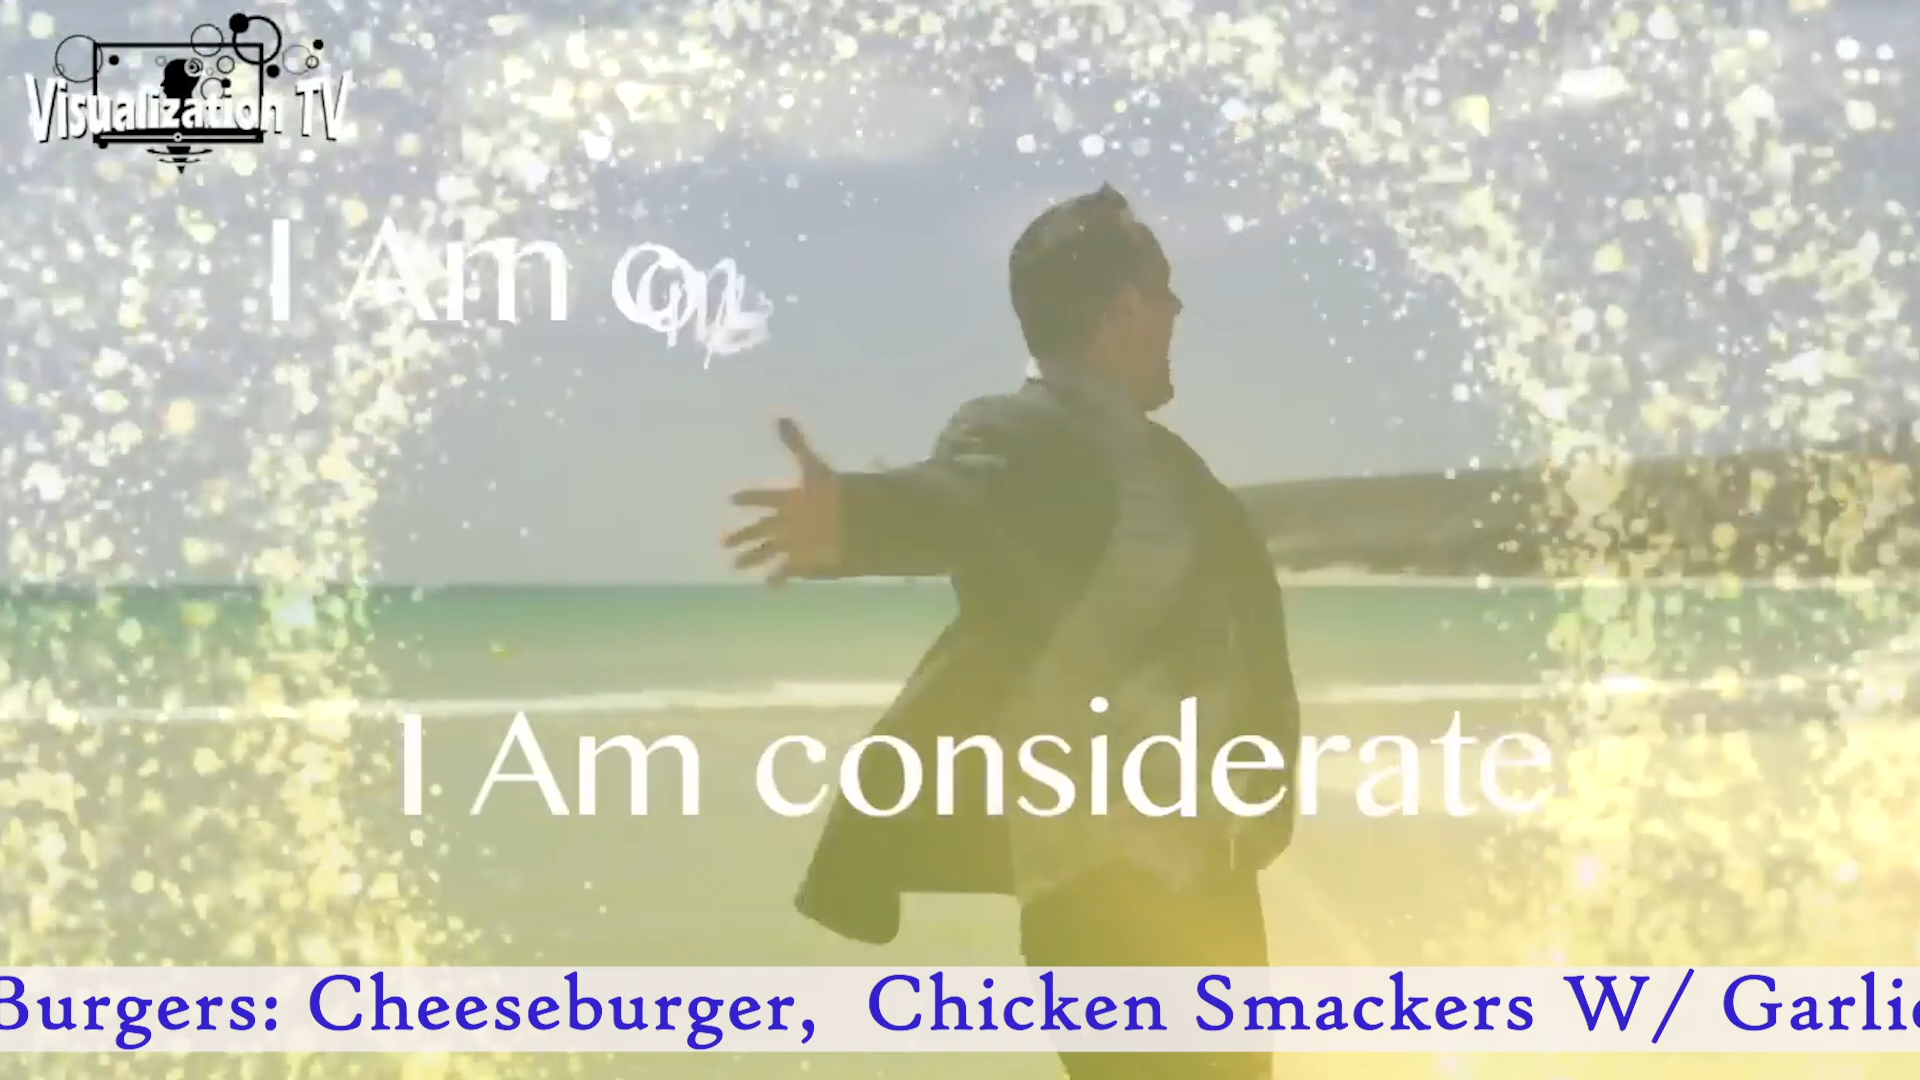 Visualization TV
I Am
I Am considerate
Burgers: Cheeseburger, Chicken Smackers W/ Garlic